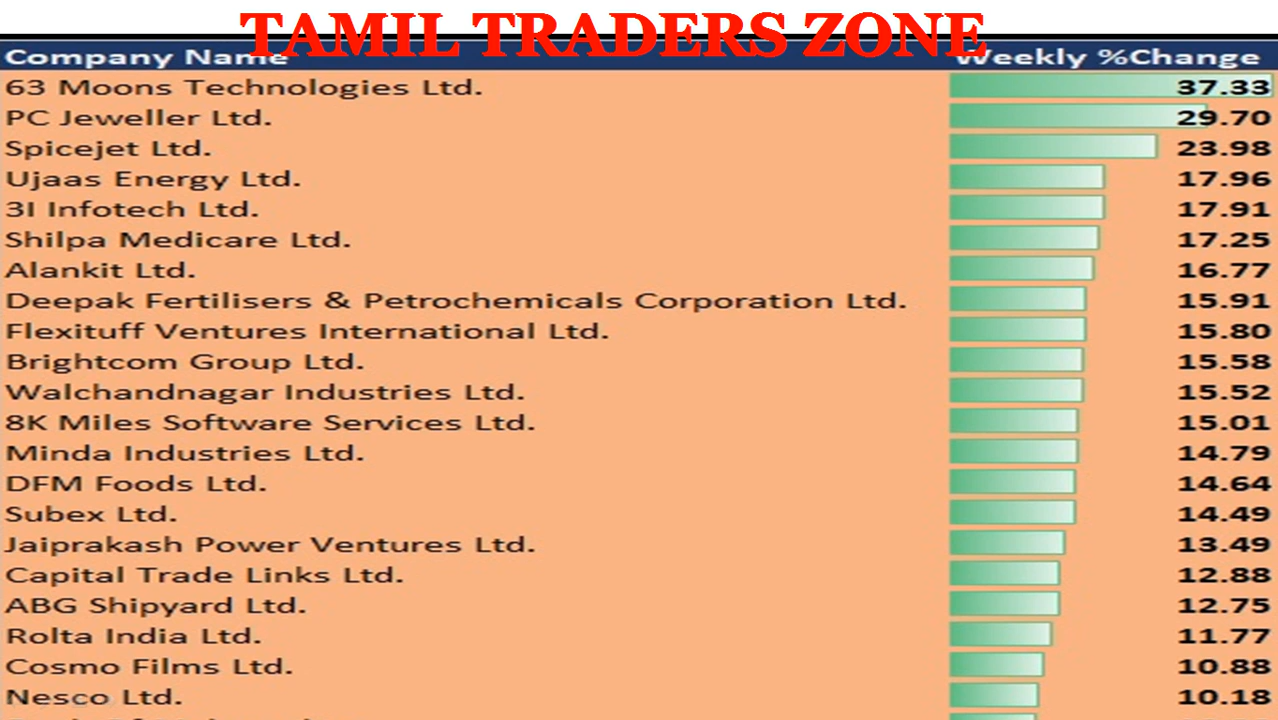 TAMIL TRADERS ZONE
Company Name Weekly %Change
63 Moons Technologies Ltd. 37.33
PC Jeweller Ltd. 29.70
Spicejet Ltd. 23.98
Ujaas Energy Ltd. 17.96
3I Infotech Ltd. 17.91
Shilpa Medicare Ltd. 17.25
Alankit Ltd. 16.77
Deepak Fertilisers & Petrochemicals Corporation Ltd. 15.91
Flexituff Ventures International Ltd. 15.80
Brightcom Group Ltd. 15.58
Walchandnagar Industries Ltd. 15.52
8K Miles Software Services Ltd. 15.01
Minda Industries Ltd. 14.79
DFM Foods Ltd. 14.64
Subex Ltd. 14.49
Jaiprakash Power Ventures Ltd. 13.49
Capital Trade Links Ltd. 12.88
ABG Shipyard Ltd. 12.75
Rolta India Ltd. 11.77
Cosmo Films Ltd. 10.88
Nesco Ltd. 10.18